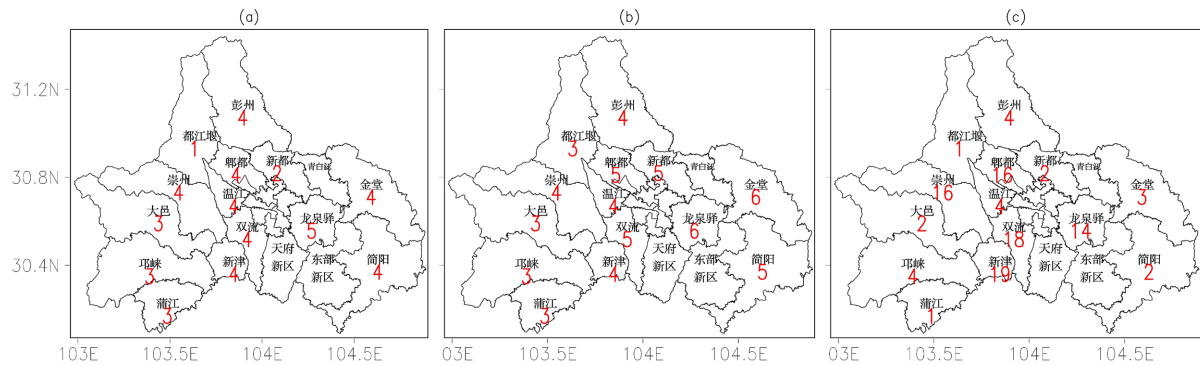 (a)
(b)
(c)
31.2N
30.8N
30.4N
彭州
4
都江堰
1
郫都
4
新都
2
青白江
崇州
4
温江
4
金堂
4
大邑
3
双流
4
龙泉驿
5
天府
新区
东部
新区
简阳
4
邛崃
3
新津
4
蒲江
3
103E
103.5E
104E
104.5E
彭州
4
都江堰
3
郫都
5
新都
5
青白江
崇州
4
温江
4
金堂
6
大邑
3
双流
5
龙泉驿
6
天府
新区
东部
新区
简阳
5
邛崃
3
新津
4
蒲江
3
03E
103.5E
104E
104.5E
彭州
4
都江堰
1
郫都
16
新都
2
青白江
崇州
16
温江
4
金堂
3
大邑
2
双流
18
龙泉驿
14
天府
新区
东部
新区
简阳
2
邛崃
4
新津
19
蒲江
1
03E
103.5E
104E
104.5E